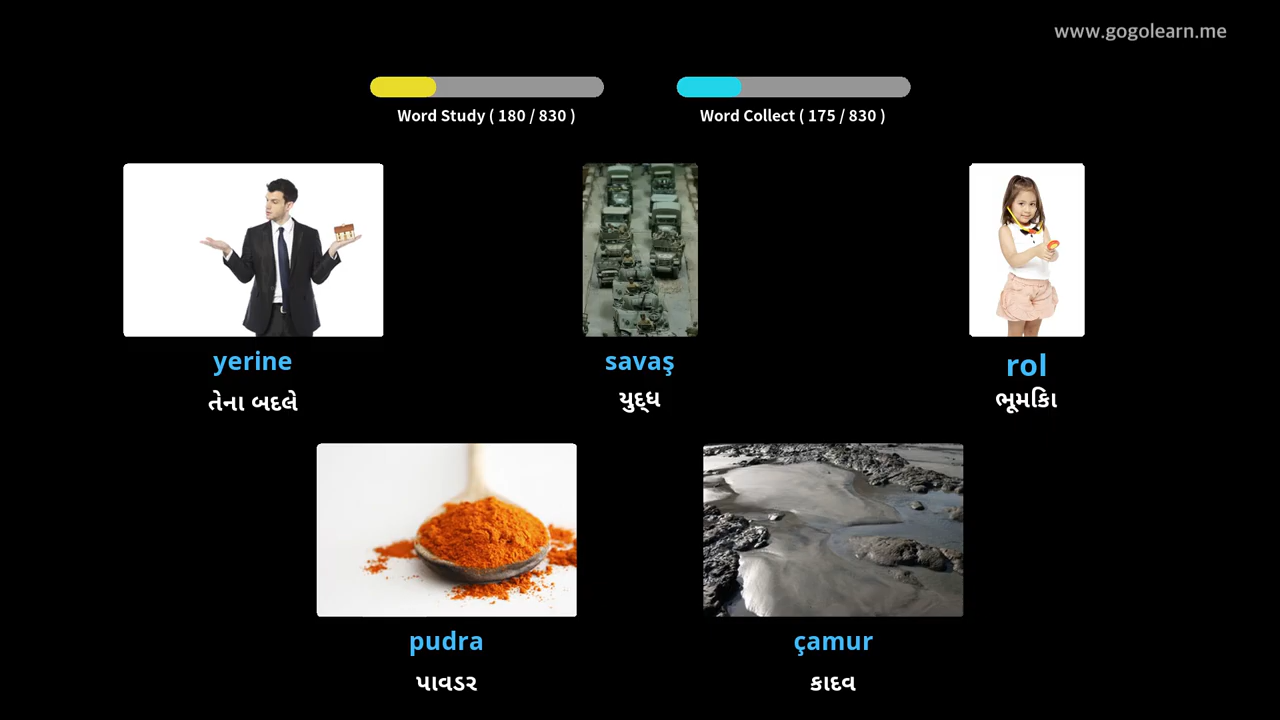 www.gogolearn.me
Word Study ( 180 / 830 )
Word Collect ( 175 / 830 )
yerine
તેના બદલે
savaş
યુદ્ધ
rol
ભૂમિકા
pudra
પાવડર
çamur
કાદવ